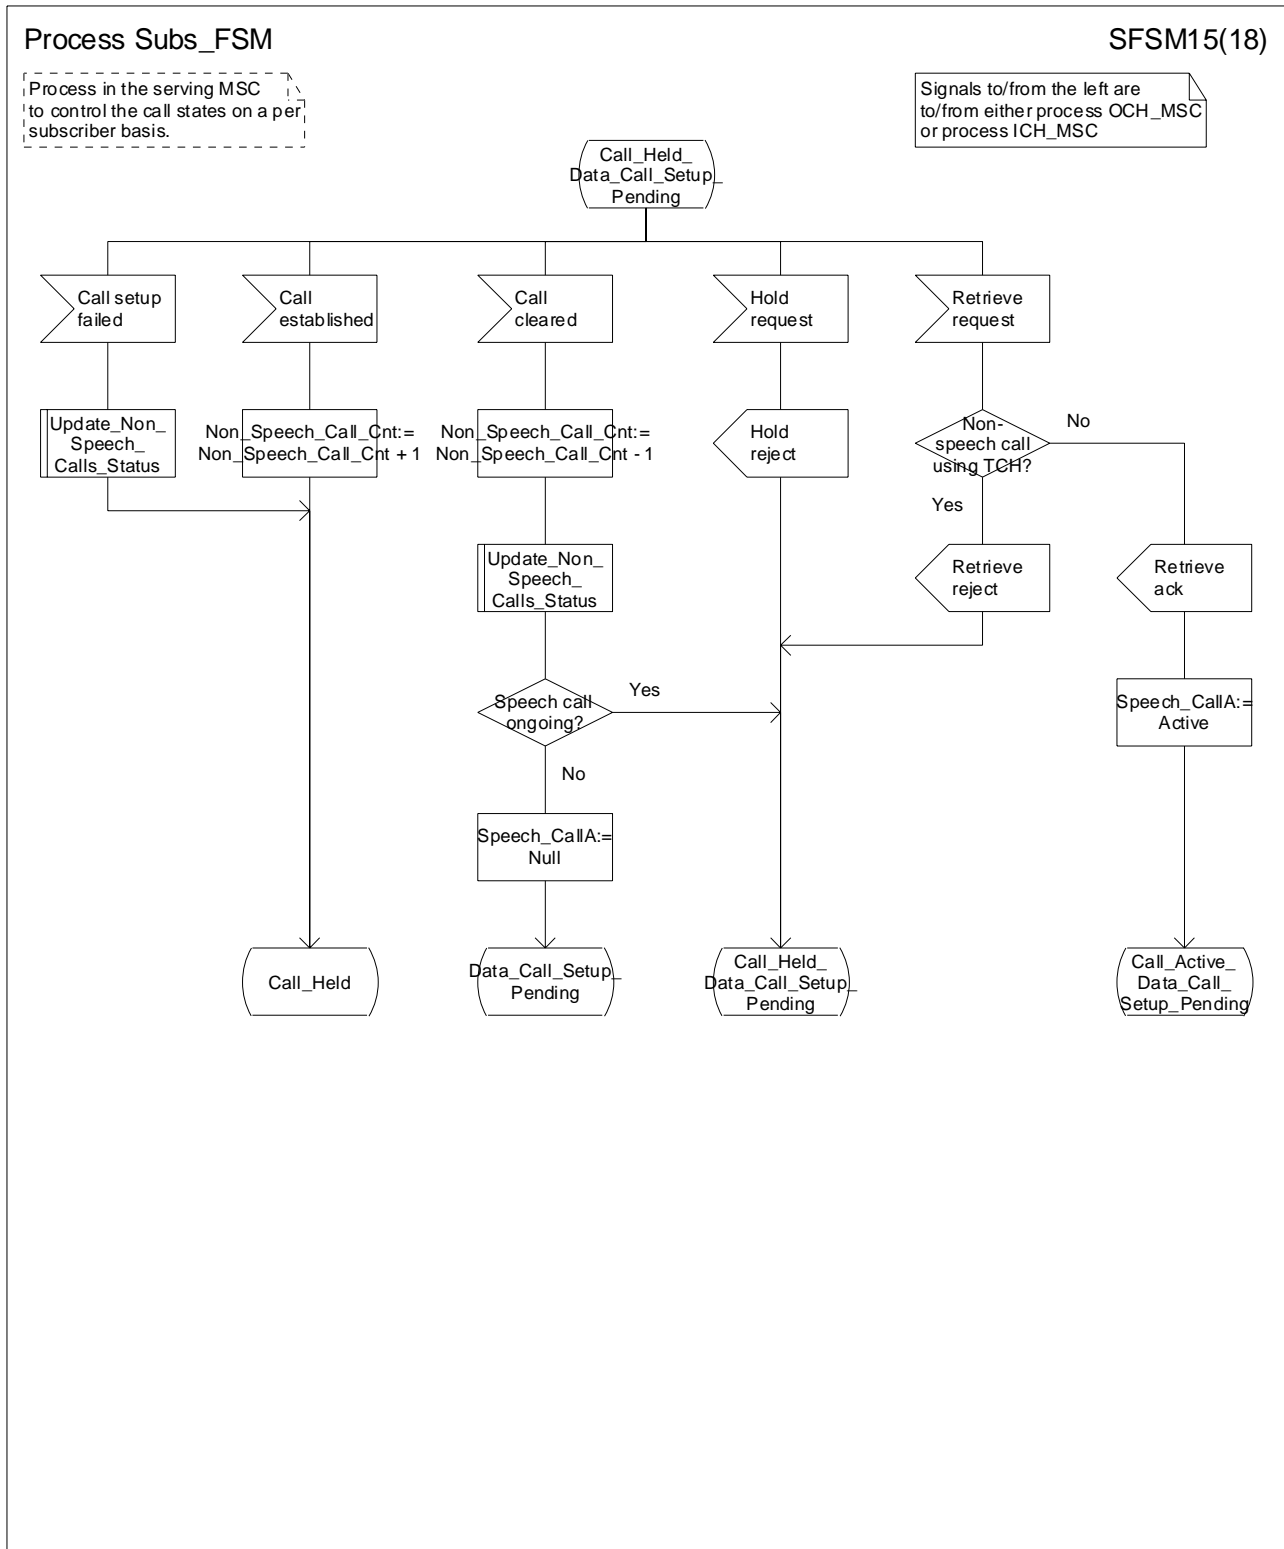 Process Subs_FSM
SFSM15(18)
Process in the serving MSC
to control the call states on a per
subscriber basis.
Signals to/from the left are
to/from either process OCH_MSC
or process ICH_MSC
Call_Held_
Data_Call_Setup_
Pending
Call setup
failed
Call
established
Call
cleared
Hold
request
Retrieve
request
Update_Non_
Speech_
Calls_Status
Non_Speech_Call_Cnt:=
Non_Speech_Call_Cnt + 1
Non_Speech_Call_Cnt:=
Non_Speech_Call_Cnt - 1
Hold
reject
Non-
speech call
using TCH?
No
Yes
Update_Non_
Speech_
Calls_Status
Retrieve
reject
Retrieve
ack
Speech call
ongoing?
Yes
No
Speech_CallA:=
Active
Speech_CallA:=
Null
Call_Held
Data_Call_Setup_
Pending
Call_Held_
Data_Call_Setup_
Pending
Call_Active_
Data_Call_
Setup_Pending